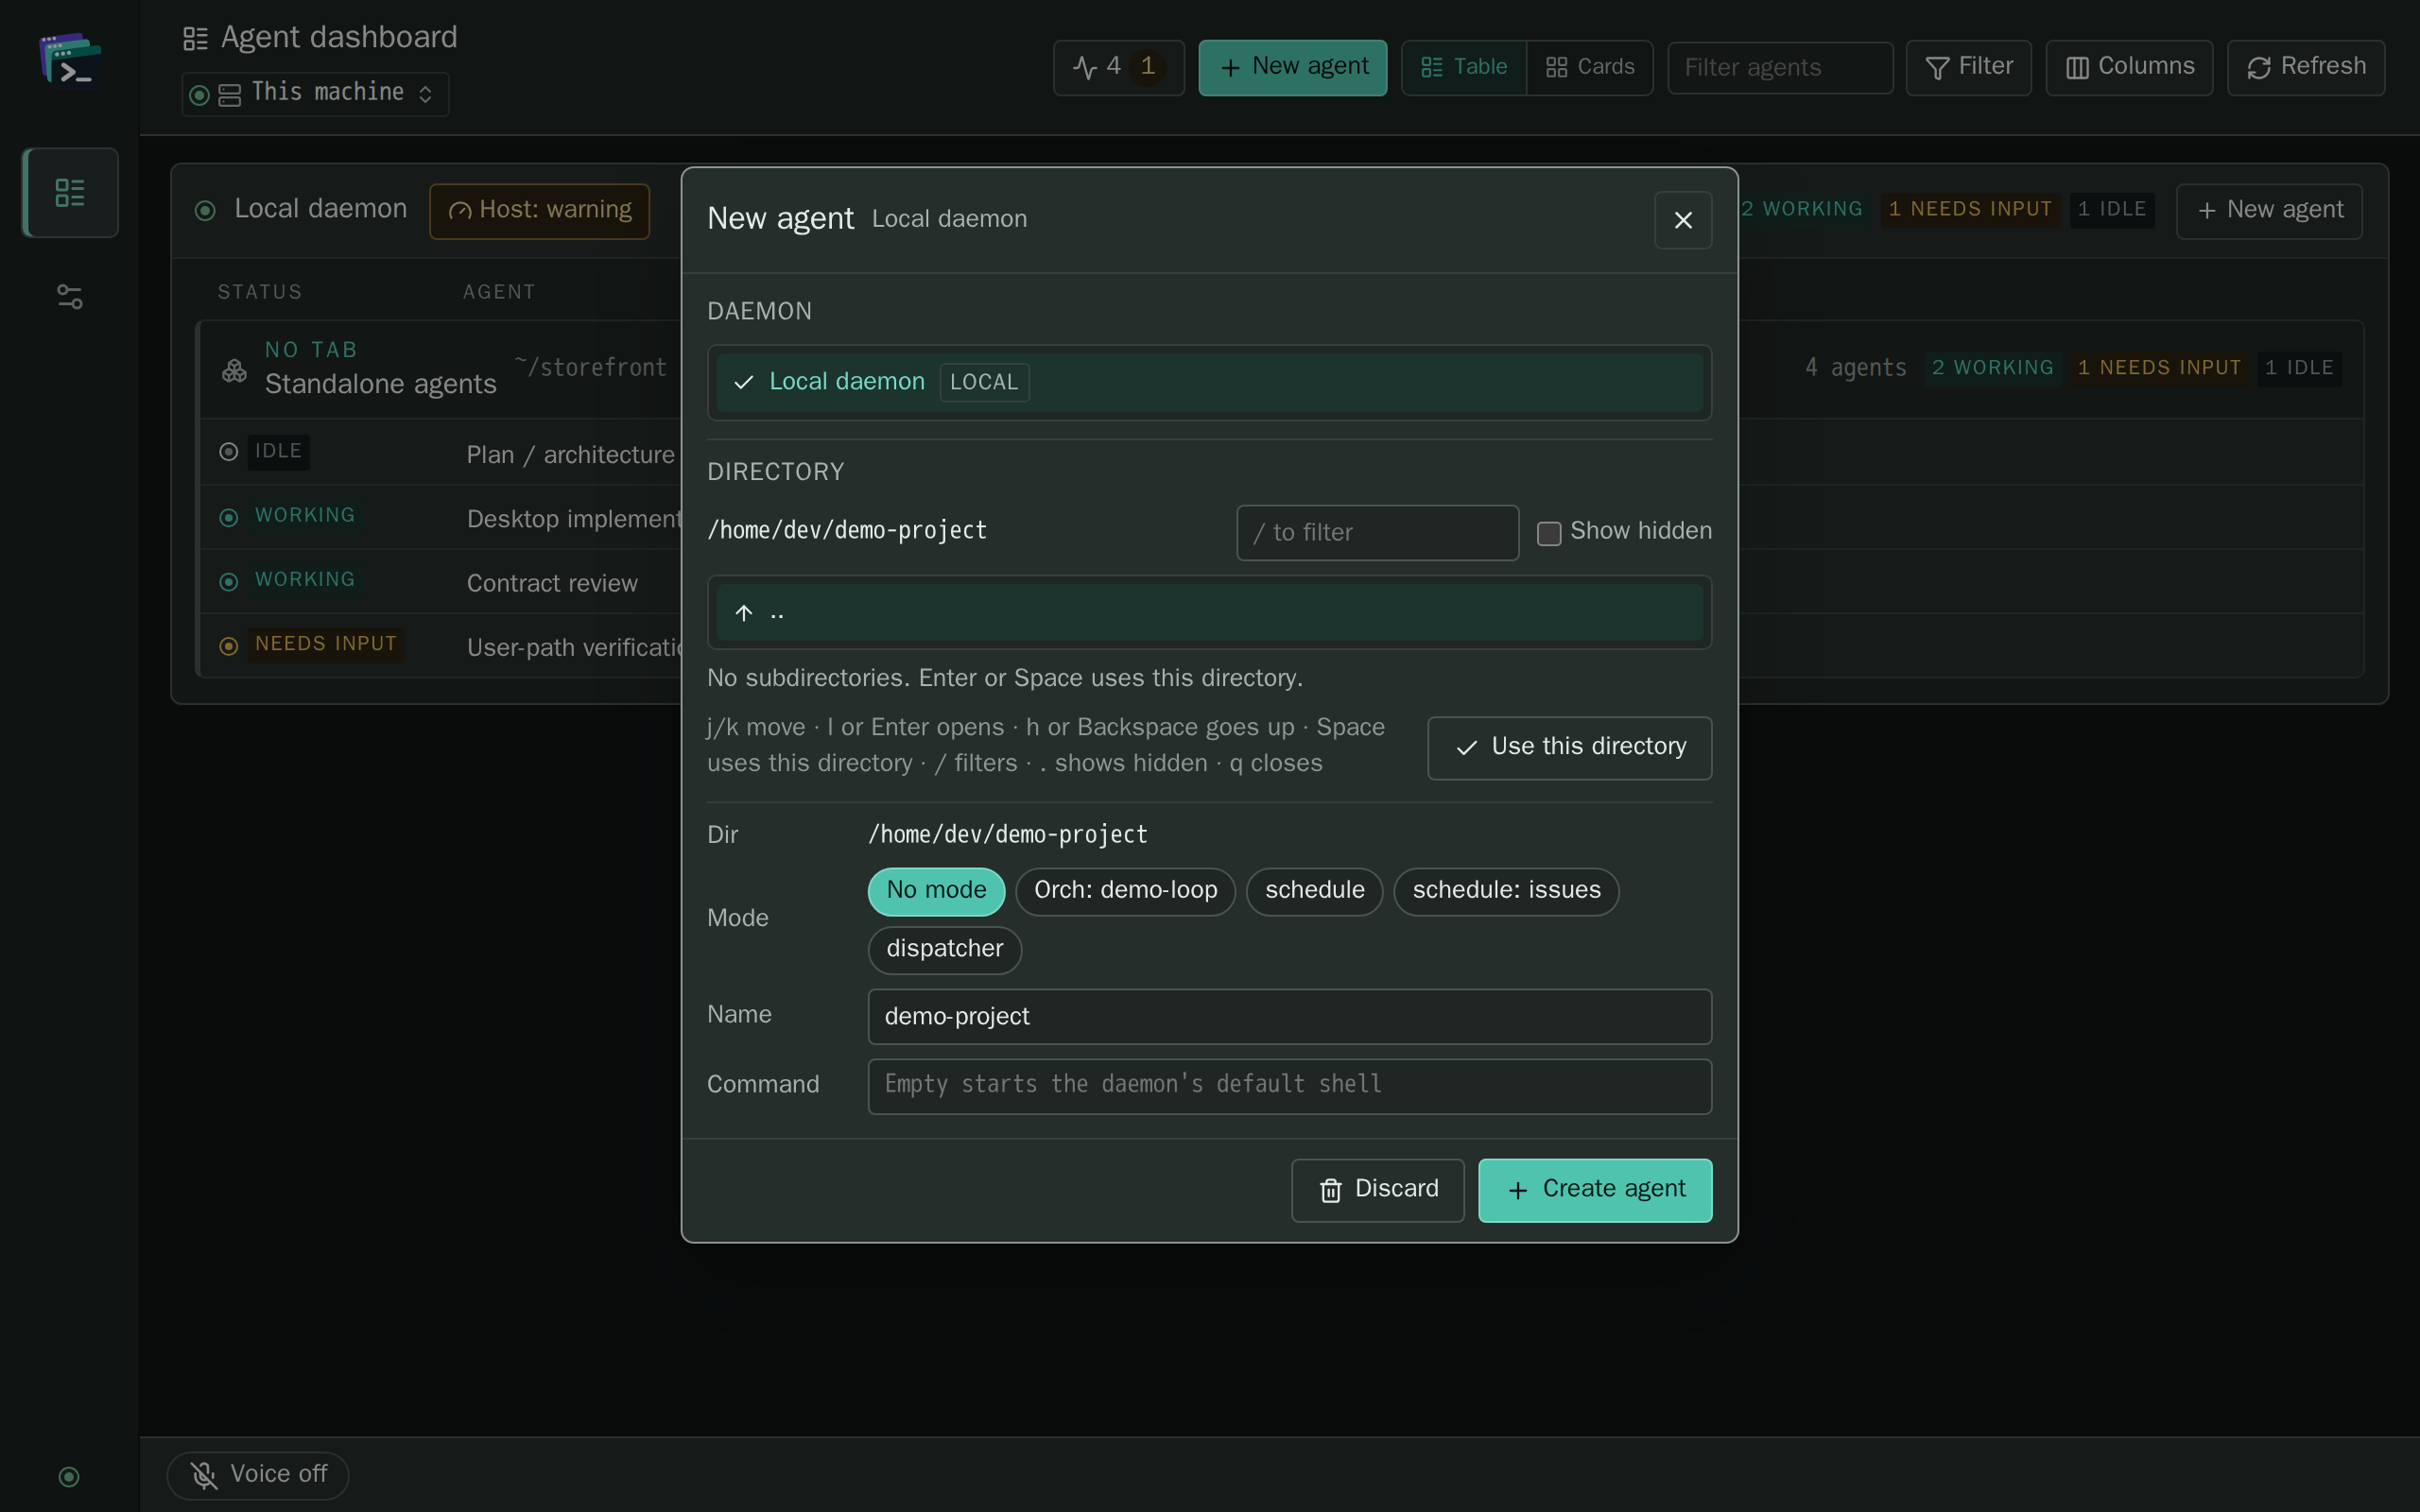 Agent dashboard
This machine
4 1
+ New agent
Table
Cards
Filter agents
Filter
Columns
Refresh
Local daemon
Host: warning
2 WORKING
1 NEEDS INPUT
1 IDLE
+ New agent
STATUS
AGENT
NO TAB
Standalone agents
~/storefront
4 agents
2 WORKING
1 NEEDS INPUT
1 IDLE
IDLE
Plan / architecture
WORKING
Desktop implement
WORKING
Contract review
NEEDS INPUT
User-path verificati
New agent Local daemon
DAEMON
Local daemon LOCAL
DIRECTORY
/home/dev/demo-project
/ to filter
Show hidden
..
No subdirectories. Enter or Space uses this directory.
j/k move · l or Enter opens · h or Backspace goes up · Space
uses this directory · / filters · . shows hidden · q closes
Use this directory
Dir /home/dev/demo-project
Mode
No mode
Orch: demo-loop
schedule
schedule: issues
dispatcher
Name demo-project
Command Empty starts the daemon's default shell
Discard
+ Create agent
Voice off